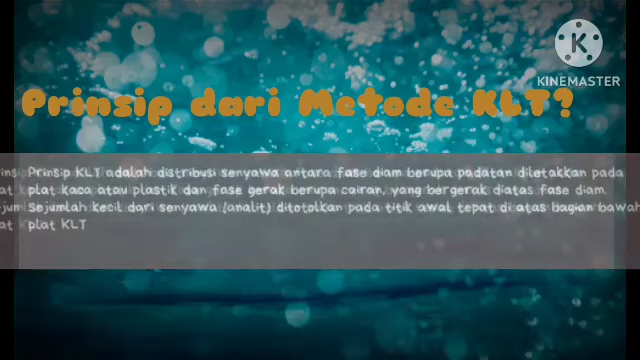 KINEMASTER
Prinsip dari Metode KLT?
Prinsip KLT adalah distribusi senyawa antara fase diam berupa padatan diletakkan pada
plat kaca atau plastik dan fase gerak berupa cairan, yang bergerak diatas fase diam
Sejumlah kecil dari senyawa (analit) ditotolkan pada titik awal tepat di atas bagian bawah
plat KLT